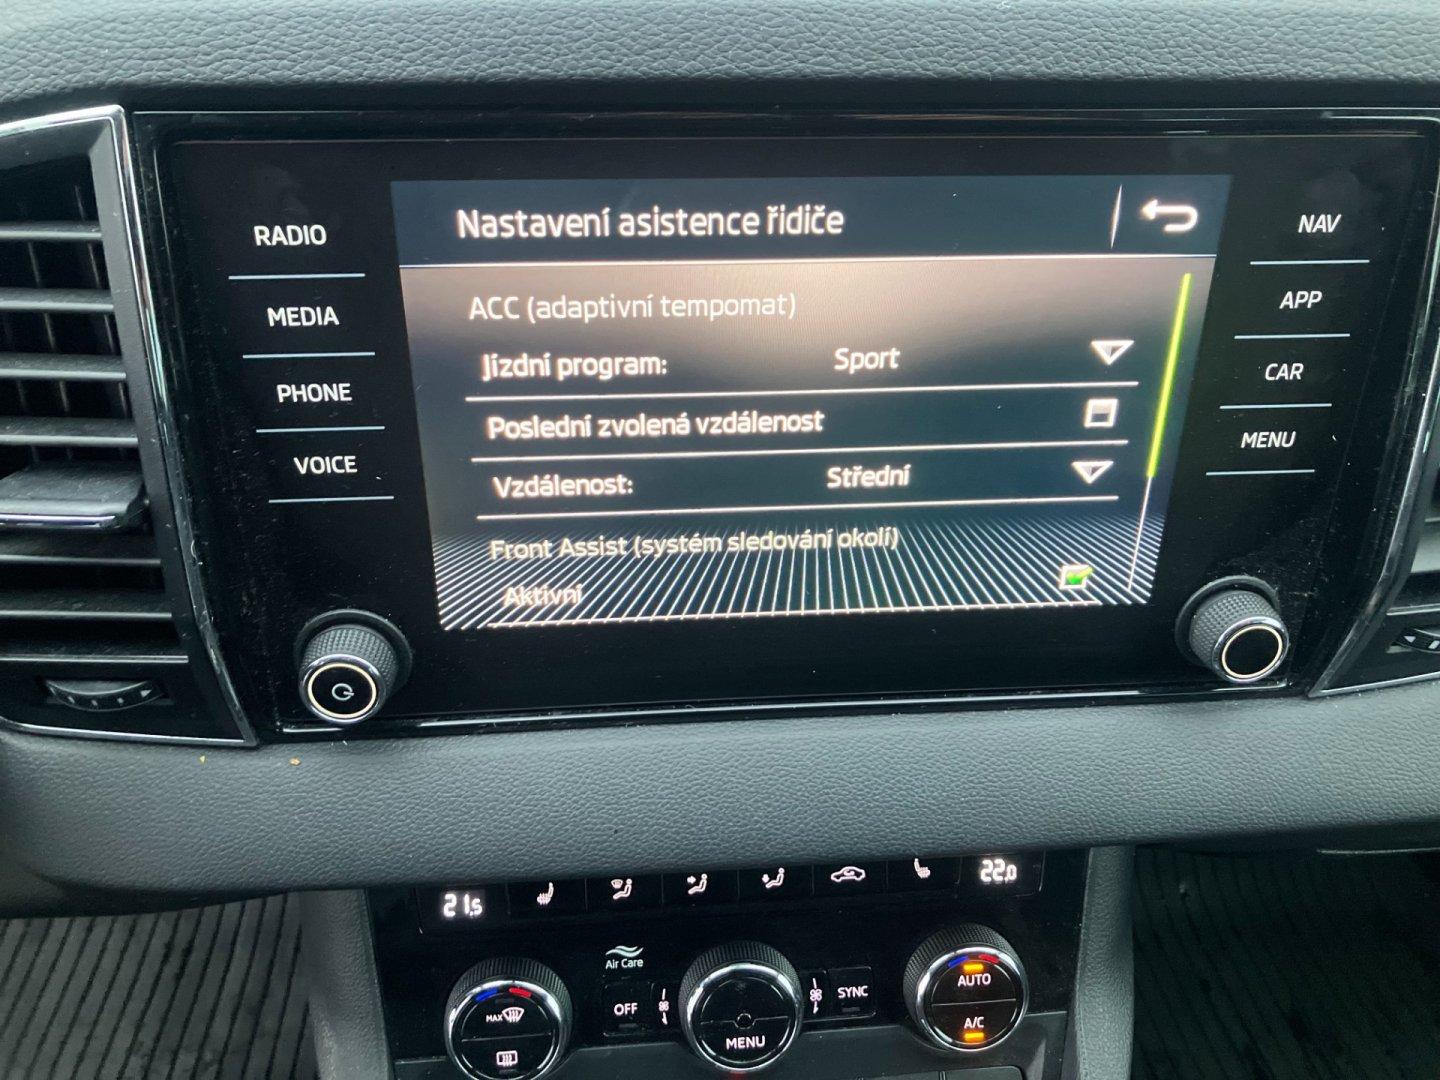 Nastavení asistence řidiče
RADIO
MEDIA
PHONE
VOICE
NAV
APP
CAR
MENU
ACC (adaptivní tempomat)
Jízdní program: Sport
Poslední zvolená vzdálenost
Vzdálenost: Střední
Front Assist (systém sledování okolí)
Aktivní
21,5
22,0
Air Care
MAX
OFF
MENU
SYNC
AUTO
A/C